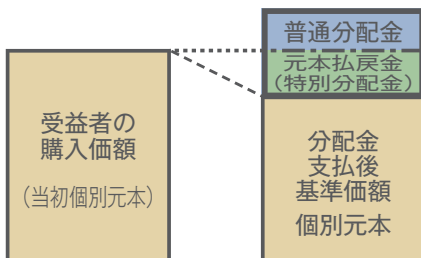 受益者の
購入価額
（当初個別元本）
普通分配金
元本払戻金
（特別分配金）
分配金
支払後
基準価額
個別元本